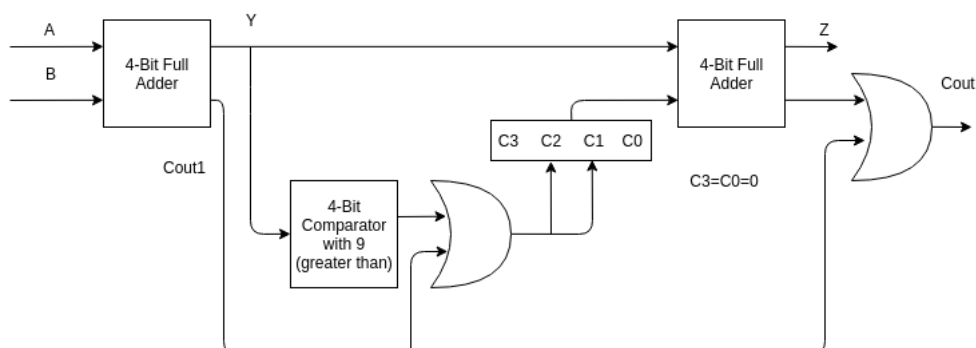 A
Y
Z
B
4-Bit Full
Adder
4-Bit Full
Adder
Cout
C3 C2 C1 C0
Cout1
C3=C0=0
4-Bit
Comparator
with 9
(greater than)